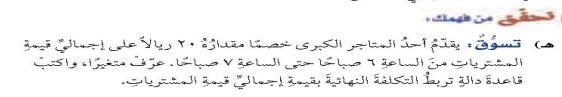 تحقق من فهمك:
هـ) تسوق: يقدم أحد المتاجر الكبرى خصمًا مقداره ٢٠ ريالاً على إجمالي قيمة
المشتريات من الساعة ٦ صباحًا حتى الساعة ٧ صباحًا. عرّف متغيرًا، واكتب
قاعدة دالة تربط التكلفة النهائية بقيمة إجمالي قيمة المشتريات.